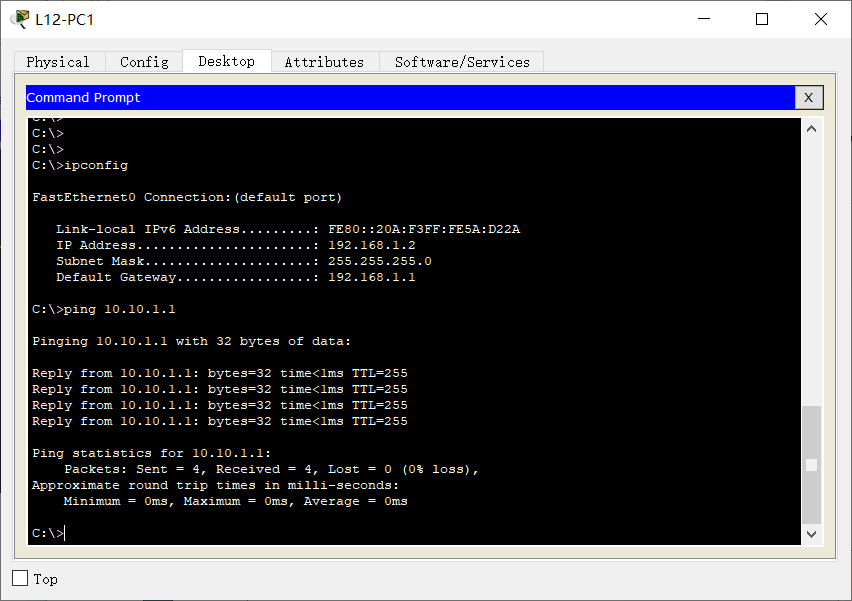 L12-PC1
Physical Config Desktop Attributes Software/Services
Command Prompt X
C:\>
C:\>
C:\>
C:\>ipconfig
FastEthernet0 Connection:(default port)
Link-local IPv6 Address.........: FE80::20A:F3FF:FE5A:D22A
IP Address......................: 192.168.1.2
Subnet Mask.....................: 255.255.255.0
Default Gateway.................: 192.168.1.1
C:\>ping 10.10.1.1
Pinging 10.10.1.1 with 32 bytes of data:
Reply from 10.10.1.1: bytes=32 time<1ms TTL=255
Reply from 10.10.1.1: bytes=32 time<1ms TTL=255
Reply from 10.10.1.1: bytes=32 time<1ms TTL=255
Reply from 10.10.1.1: bytes=32 time<1ms TTL=255
Ping statistics for 10.10.1.1:
Packets: Sent = 4, Received = 4, Lost = 0 (0% loss),
Approximate round trip times in milli-seconds:
Minimum = 0ms, Maximum = 0ms, Average = 0ms
C:\>
Top